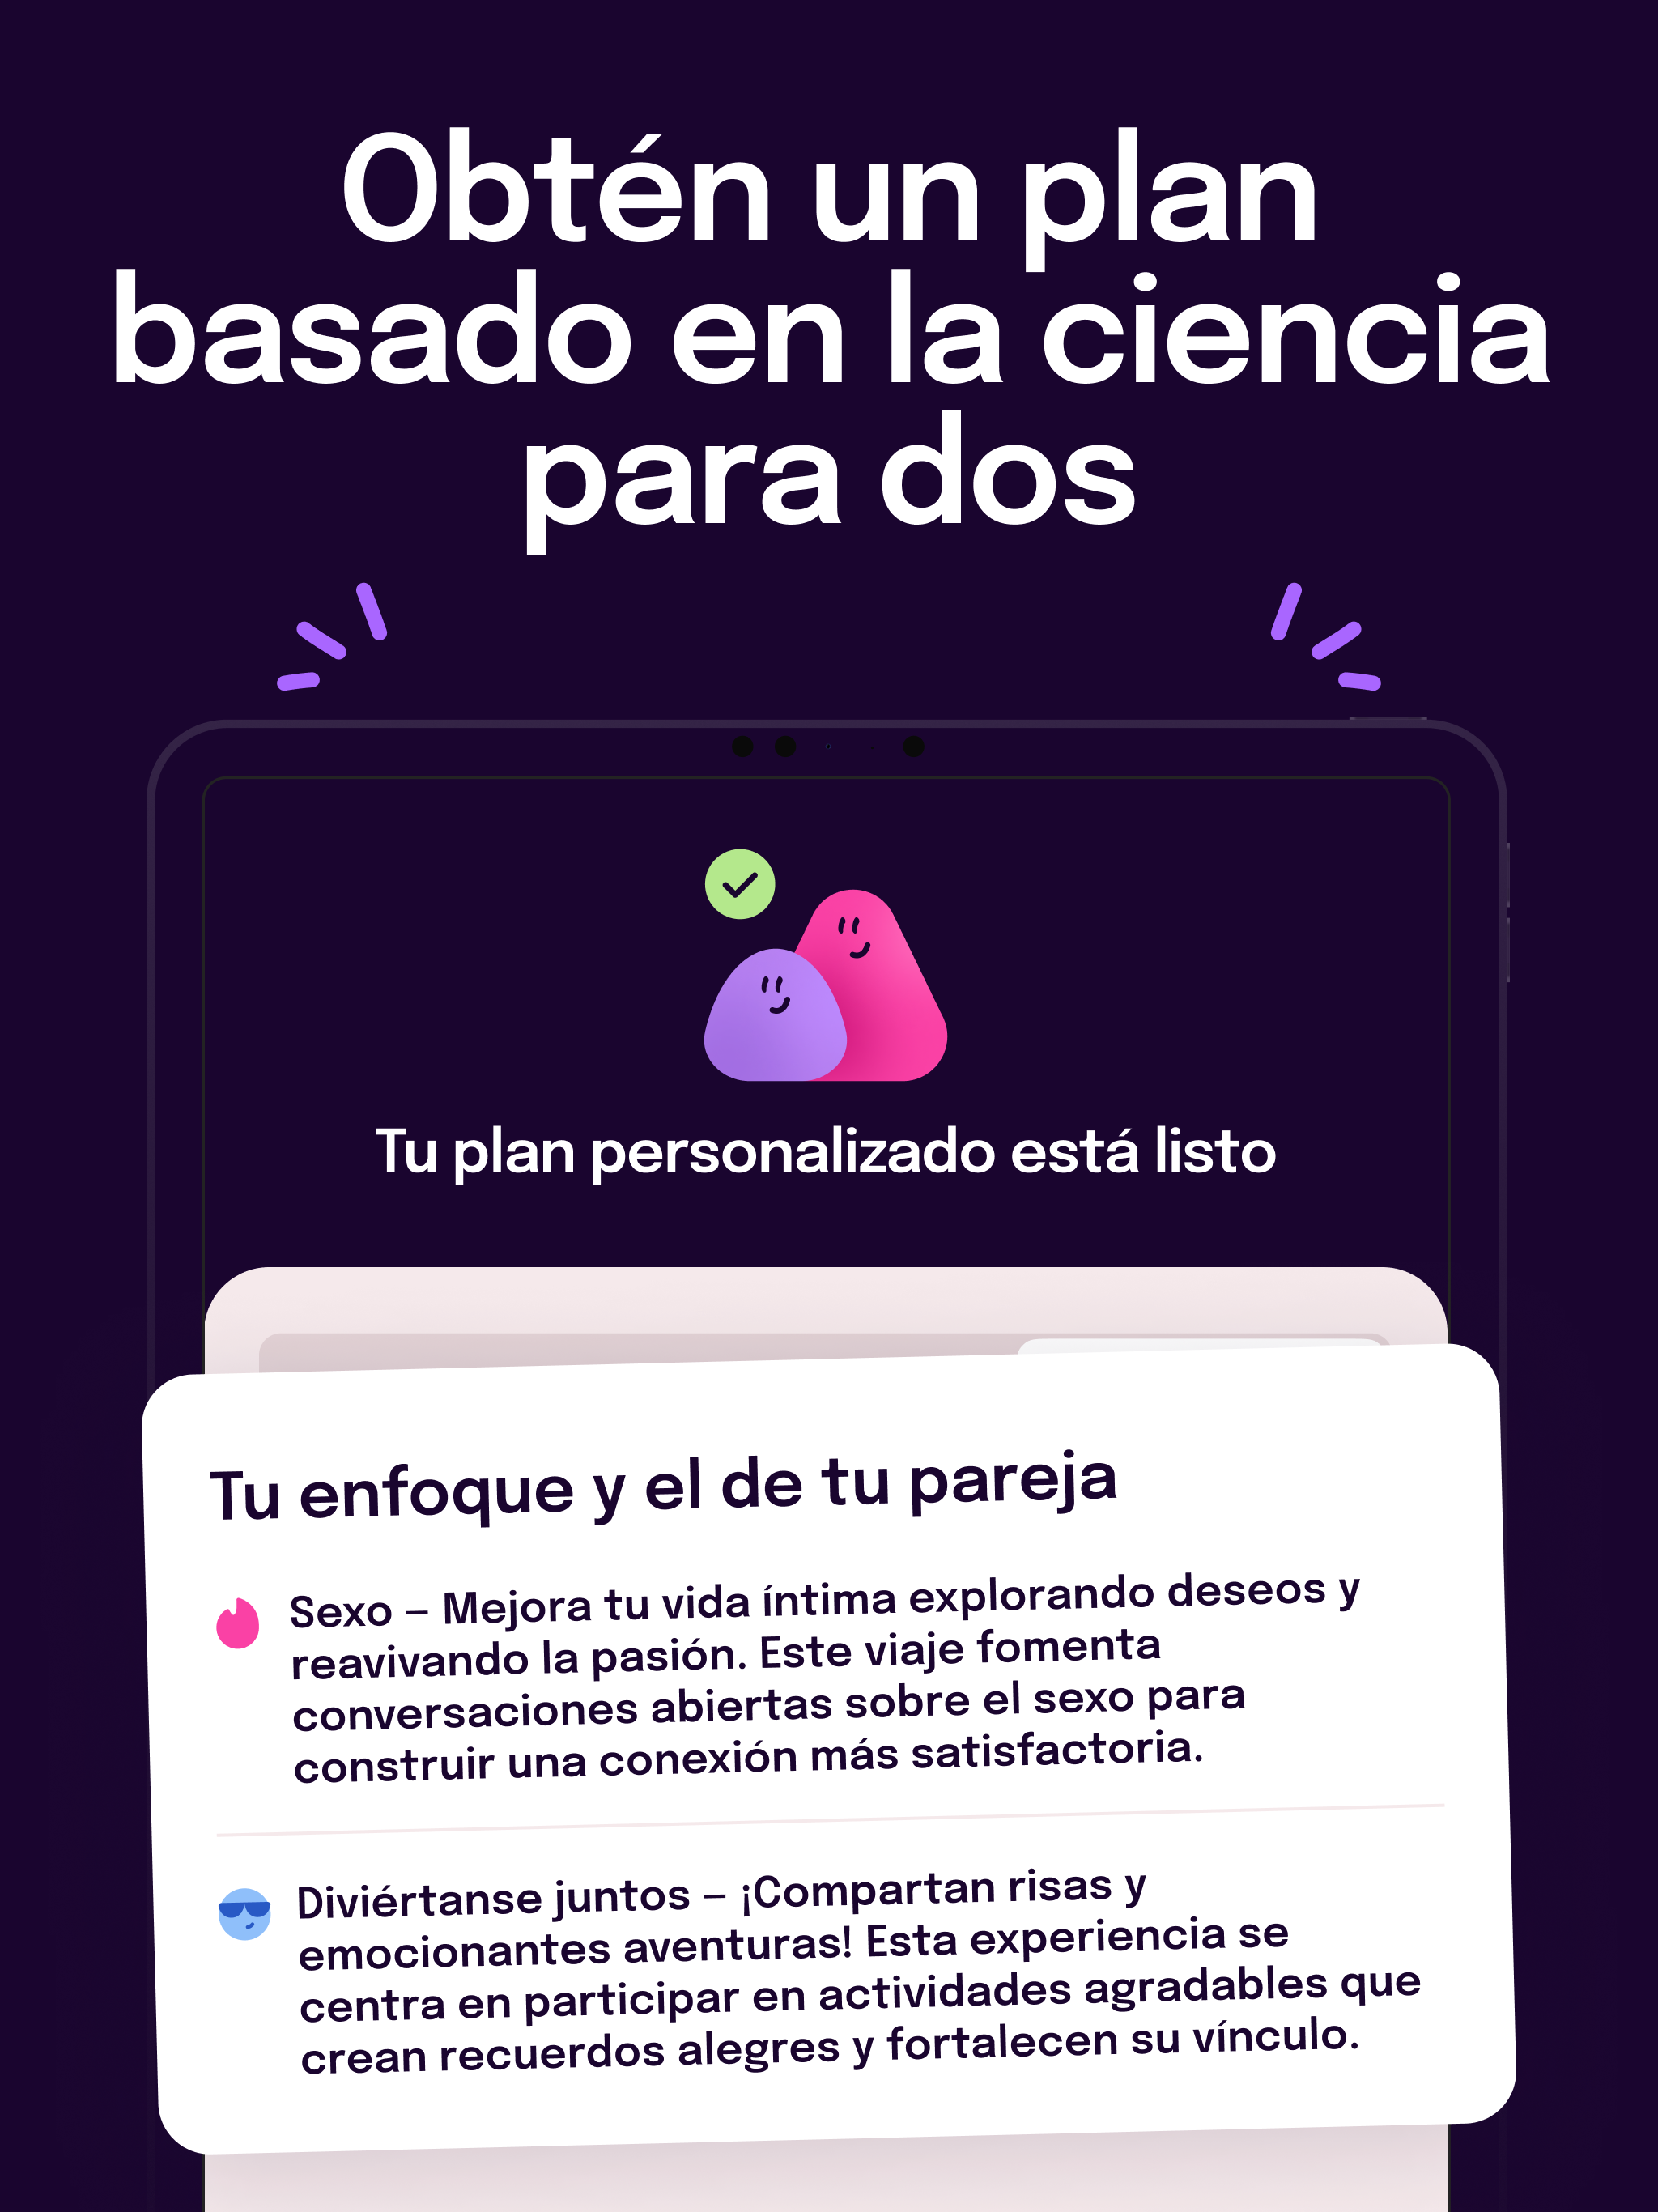 Obtén un plan
basado en la ciencia
para dos
Tu plan personalizado está listo
Tu enfoque y el de tu pareja
Sexo – Mejora tu vida íntima explorando deseos y
reavivando la pasión. Este viaje fomenta
conversaciones abiertas sobre el sexo para
construir una conexión más satisfactoria.
Diviértanse juntos – ¡Compartan risas y
emocionantes aventuras! Esta experiencia se
centra en participar en actividades agradables que
crean recuerdos alegres y fortalecen su vínculo.